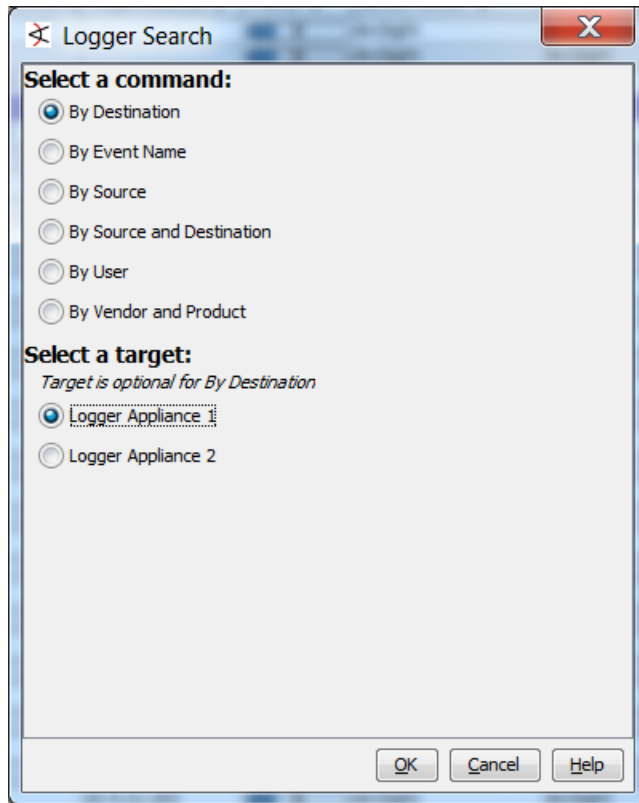 Logger Search
Select a command:
By Destination
By Event Name
By Source
By Source and Destination
By User
By Vendor and Product
Select a target:
Target is optional for By Destination
Logger Appliance 1
Logger Appliance 2
OK Cancel Help